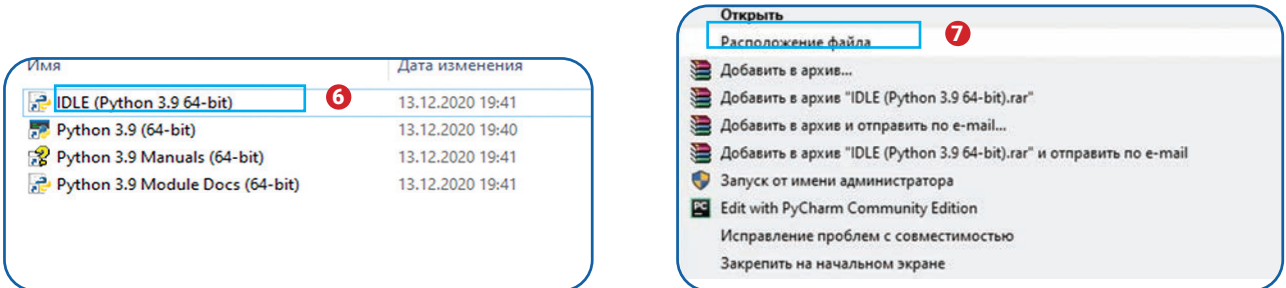 Имя Дата изменения
IDLE (Python 3.9 64-bit) 6 13.12.2020 19:41
Python 3.9 (64-bit) 13.12.2020 19:40
Python 3.9 Manuals (64-bit) 13.12.2020 19:41
Python 3.9 Module Docs (64-bit) 13.12.2020 19:41
Открыть
Расположение файла 7
Добавить в архив...
Добавить в архив "IDLE (Python 3.9 64-bit).rar"
Добавить в архив и отправить по e-mail...
Добавить в архив "IDLE (Python 3.9 64-bit).rar" и отправить по e-mail
Запуск от имени администратора
PC Edit with PyCharm Community Edition
Исправление проблем с совместимостью
Закрепить на начальном экране